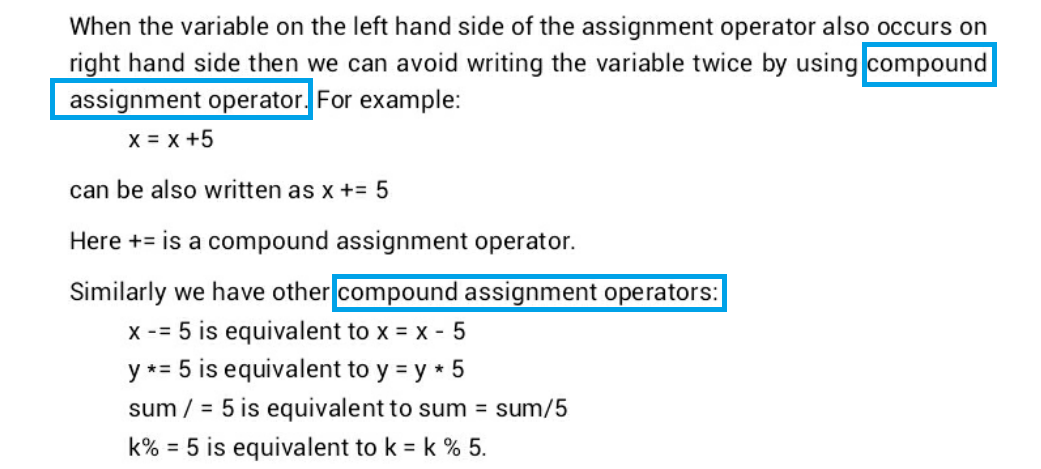 When the variable on the left hand side of the assignment operator also occurs on
right hand side then we can avoid writing the variable twice by using compound
assignment operator. For example:
x = x +5
can be also written as x += 5
Here += is a compound assignment operator.
Similarly we have other compound assignment operators:
x -= 5 is equivalent to x = x - 5
y *= 5 is equivalent to y = y * 5
sum / = 5 is equivalent to sum = sum/5
k% = 5 is equivalent to k = k % 5.